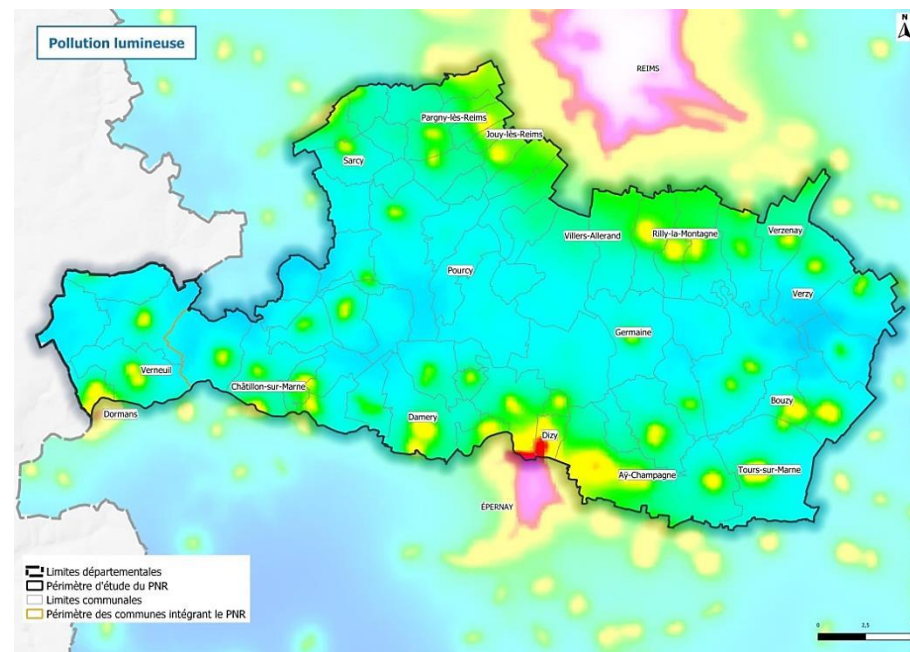 Pollution lumineuse
N
REIMS
Pargny-lès-Reims
Jouy-lès-Reims
Sarcy
Villers-Allerand
Rilly-la-Montagne
Verzenay
Pourcy
Verzy
Germaine
Verneuil
Châtillon-sur-Marne
Dormans
Damery
Bouzy
Dizy
Aÿ-Champagne
Tours-sur-Marne
ÉPERNAY
Limites départementales
Périmètre d'étude du PNR
Limites communales
Périmètre des communes intégrant le PNR
0 2,5